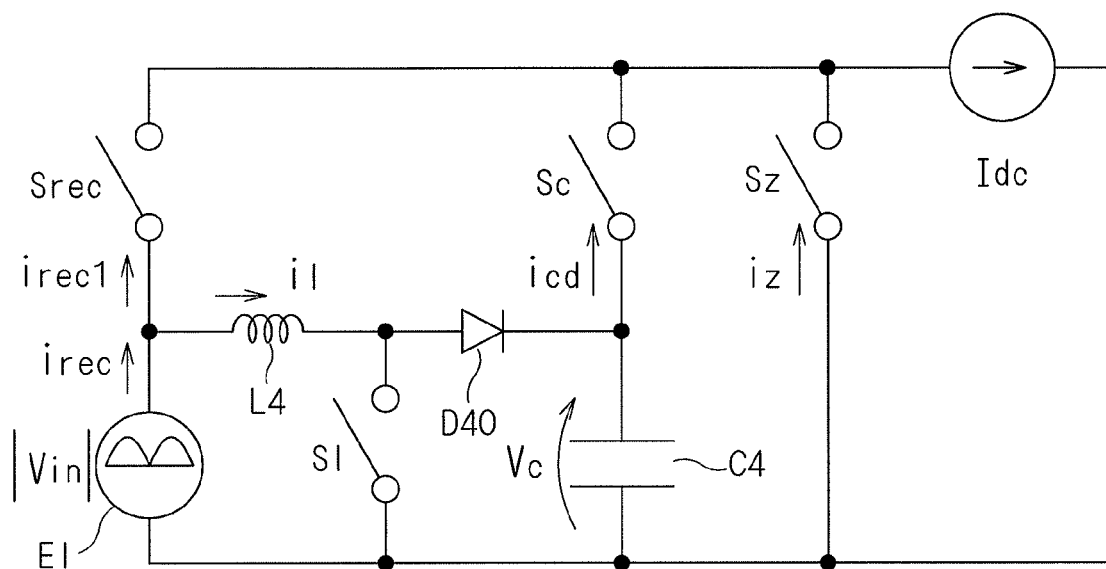 Idc
Srec
Sc
Sz
irec1
il
icd
iz
irec
L4
D40
|Vin|
Sl
Vc
C4
El